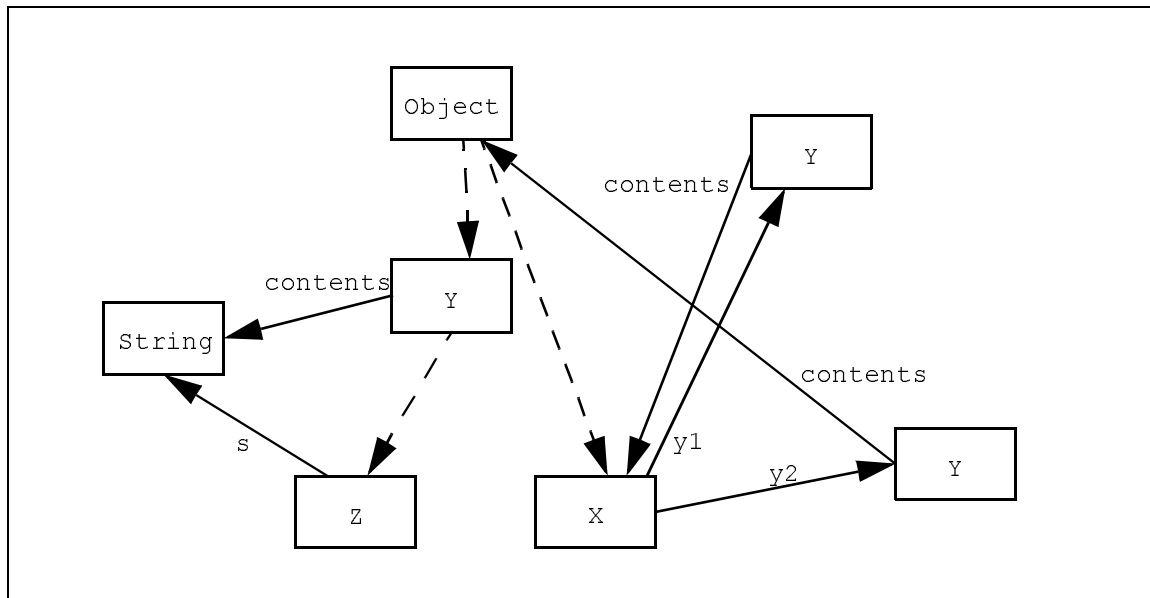 Object
Y
contents
contents
Y
String
contents
s
y1
y2
Y
Z
X